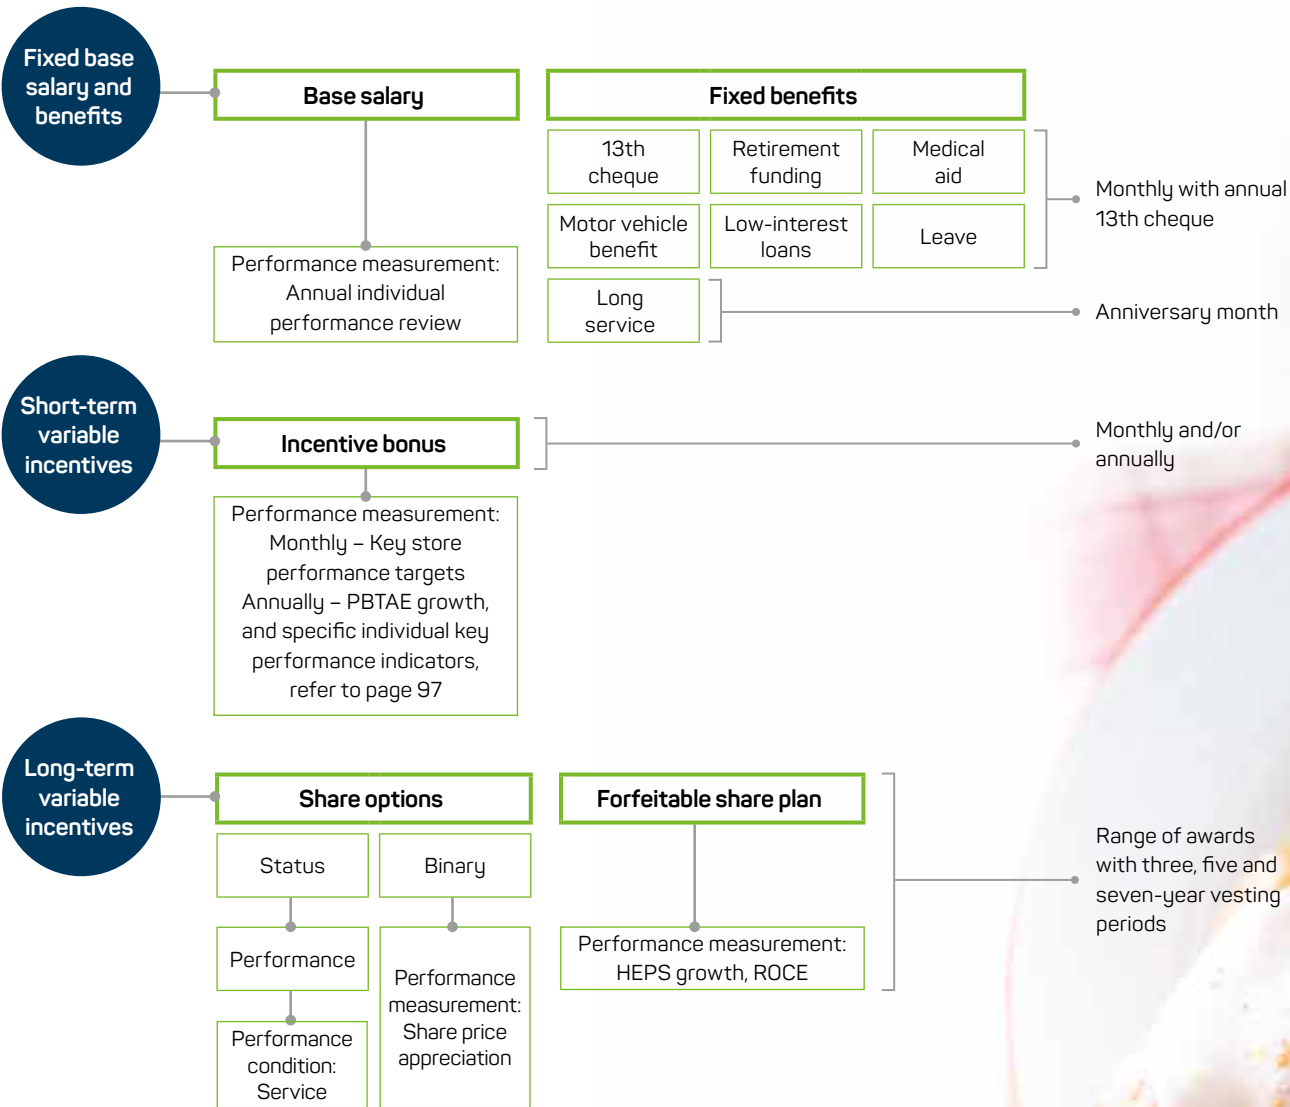 Fixed base
salary and
benefits
Base salary
Fixed benefits
13th
cheque
Retirement
funding
Medical
aid
Motor vehicle
benefit
Low-interest
loans
Leave
Monthly with annual
13th cheque
Performance measurement:
Annual individual
performance review
Long
service
Anniversary month
Short-term
variable
incentives
Incentive bonus
Monthly and/or
annually
Performance measurement:
Monthly – Key store
performance targets
Annually – PBTAE growth,
and specific individual key
performance indicators,
refer to page 97
Long-term
variable
incentives
Share options
Forfeitable share plan
Status
Binary
Performance
Performance
condition:
Service
Performance
measurement:
Share price
appreciation
Performance measurement:
HEPS growth, ROCE
Range of awards
with three, five and
seven-year vesting
periods